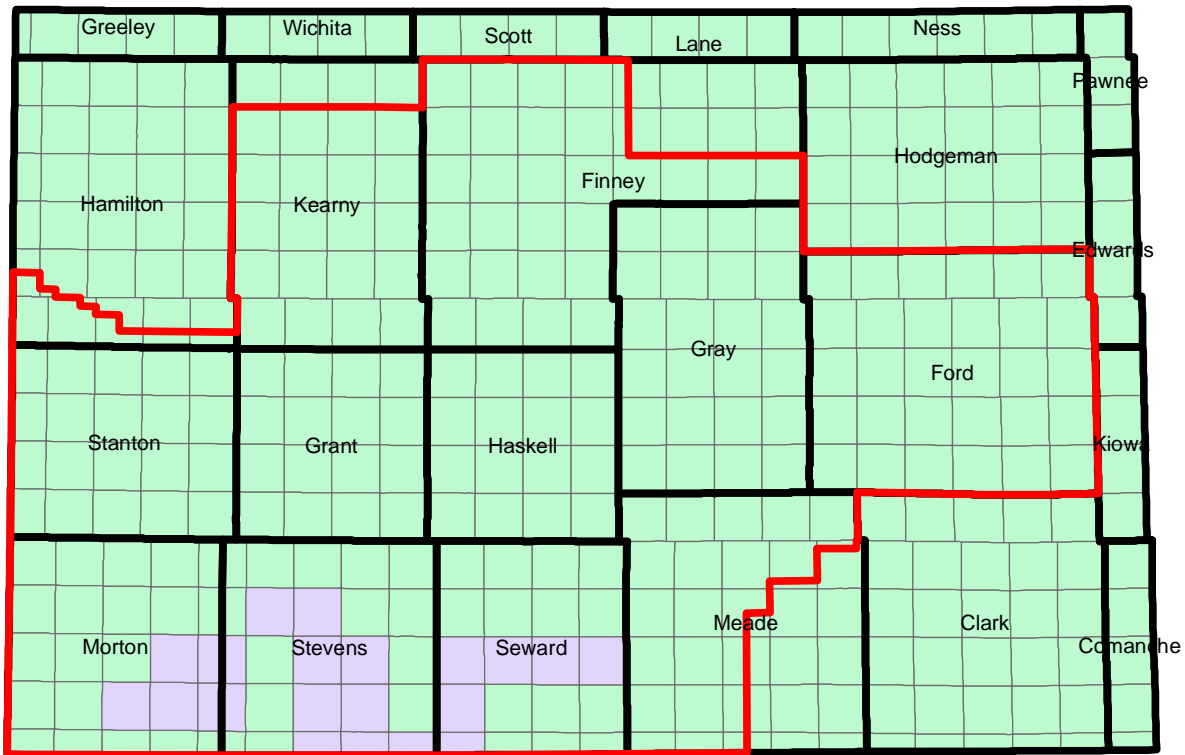 Greeley
Wichita
Scott
Lane
Ness
Pawnee
Hodgeman
Finney
Hamilton
Kearny
Edwards
Gray
Ford
Stanton
Grant
Haskell
Kiowa
Meade
Clark
Morton
Stevens
Seward
Comanche